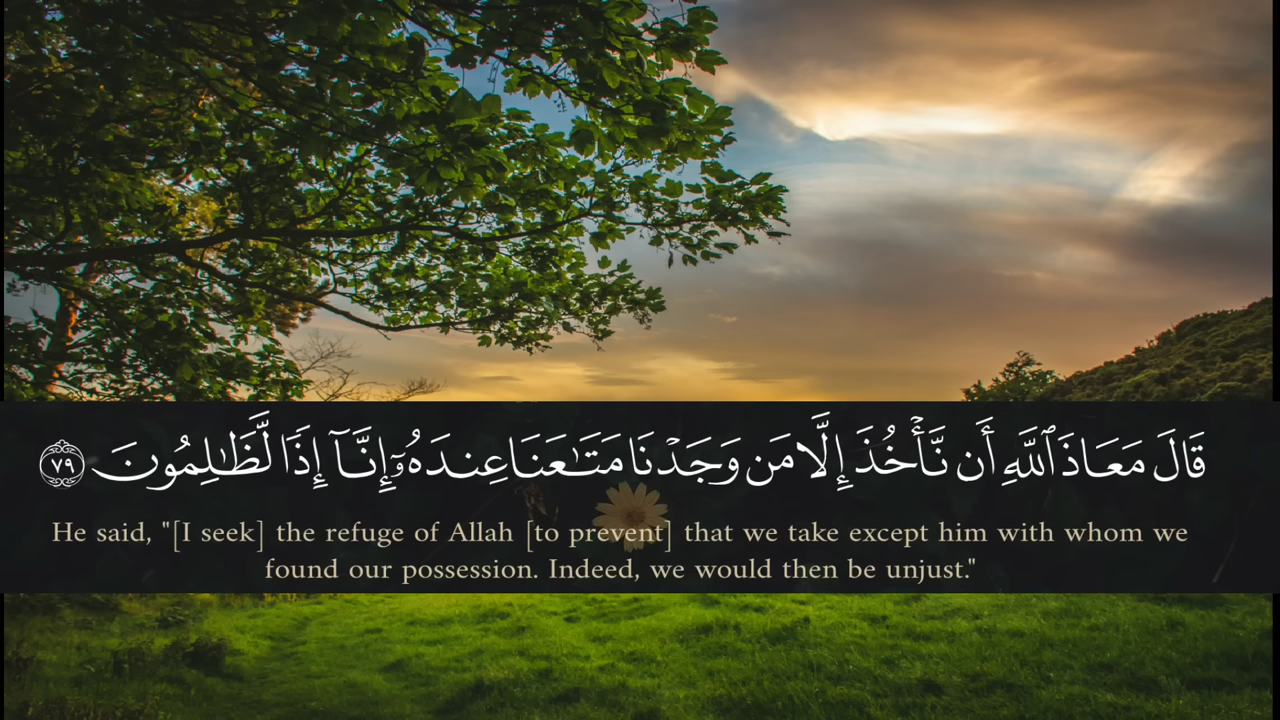 قَالَ مَعَاذَ ٱللَّهِ أَن نَّأْخُذَ إِلَّا مَن وَجَدْنَا مَتَـٰعَنَا عِندَهُۥٓ إِنَّآ إِذًا لَّظَـٰلِمُونَ ٧٩
He said, "[I seek] the refuge of Allah [to prevent] that we take except him with whom we
found our possession. Indeed, we would then be unjust."